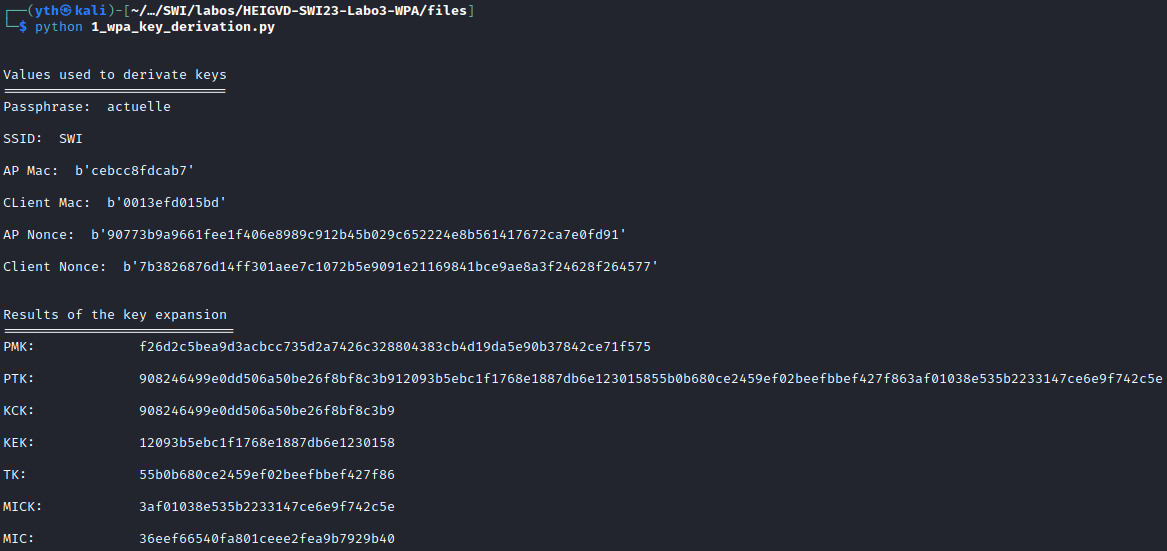 ┌──(yth㉿kali)-[~/…/SWI/labos/HEIGVD-SWI23-Labo3-WPA/files]
└─$ python 1_wpa_key_derivation.py
Values used to derivate keys
============================
Passphrase:  actuelle
SSID:  SWI
AP Mac:  b'cebcc8fdcab7'
CLient Mac:  b'0013efd015bd'
AP Nonce:  b'90773b9a9661fee1f406e8989c912b45b029c652224e8b561417672ca7e0fd91'
Client Nonce:  b'7b3826876d14ff301aee7c1072b5e9091e21169841bce9ae8a3f24628f264577'
Results of the key expansion
=============================
PMK:             f26d2c5bea9d3acbcc735d2a7426c328804383cb4d19da5e90b37842ce71f575
PTK:             908246499e0dd506a50be26f8bf8c3b912093b5ebc1f1768e1887db6e123015855b0b680ce2459ef02beefbbef427f863af01038e535b2233147ce6e9f742c5e
KCK:             908246499e0dd506a50be26f8bf8c3b9
KEK:             12093b5ebc1f1768e1887db6e1230158
TK:              55b0b680ce2459ef02beefbbef427f86
MICK:            3af01038e535b2233147ce6e9f742c5e
MIC:             36eef66540fa801ceee2fea9b7929b40